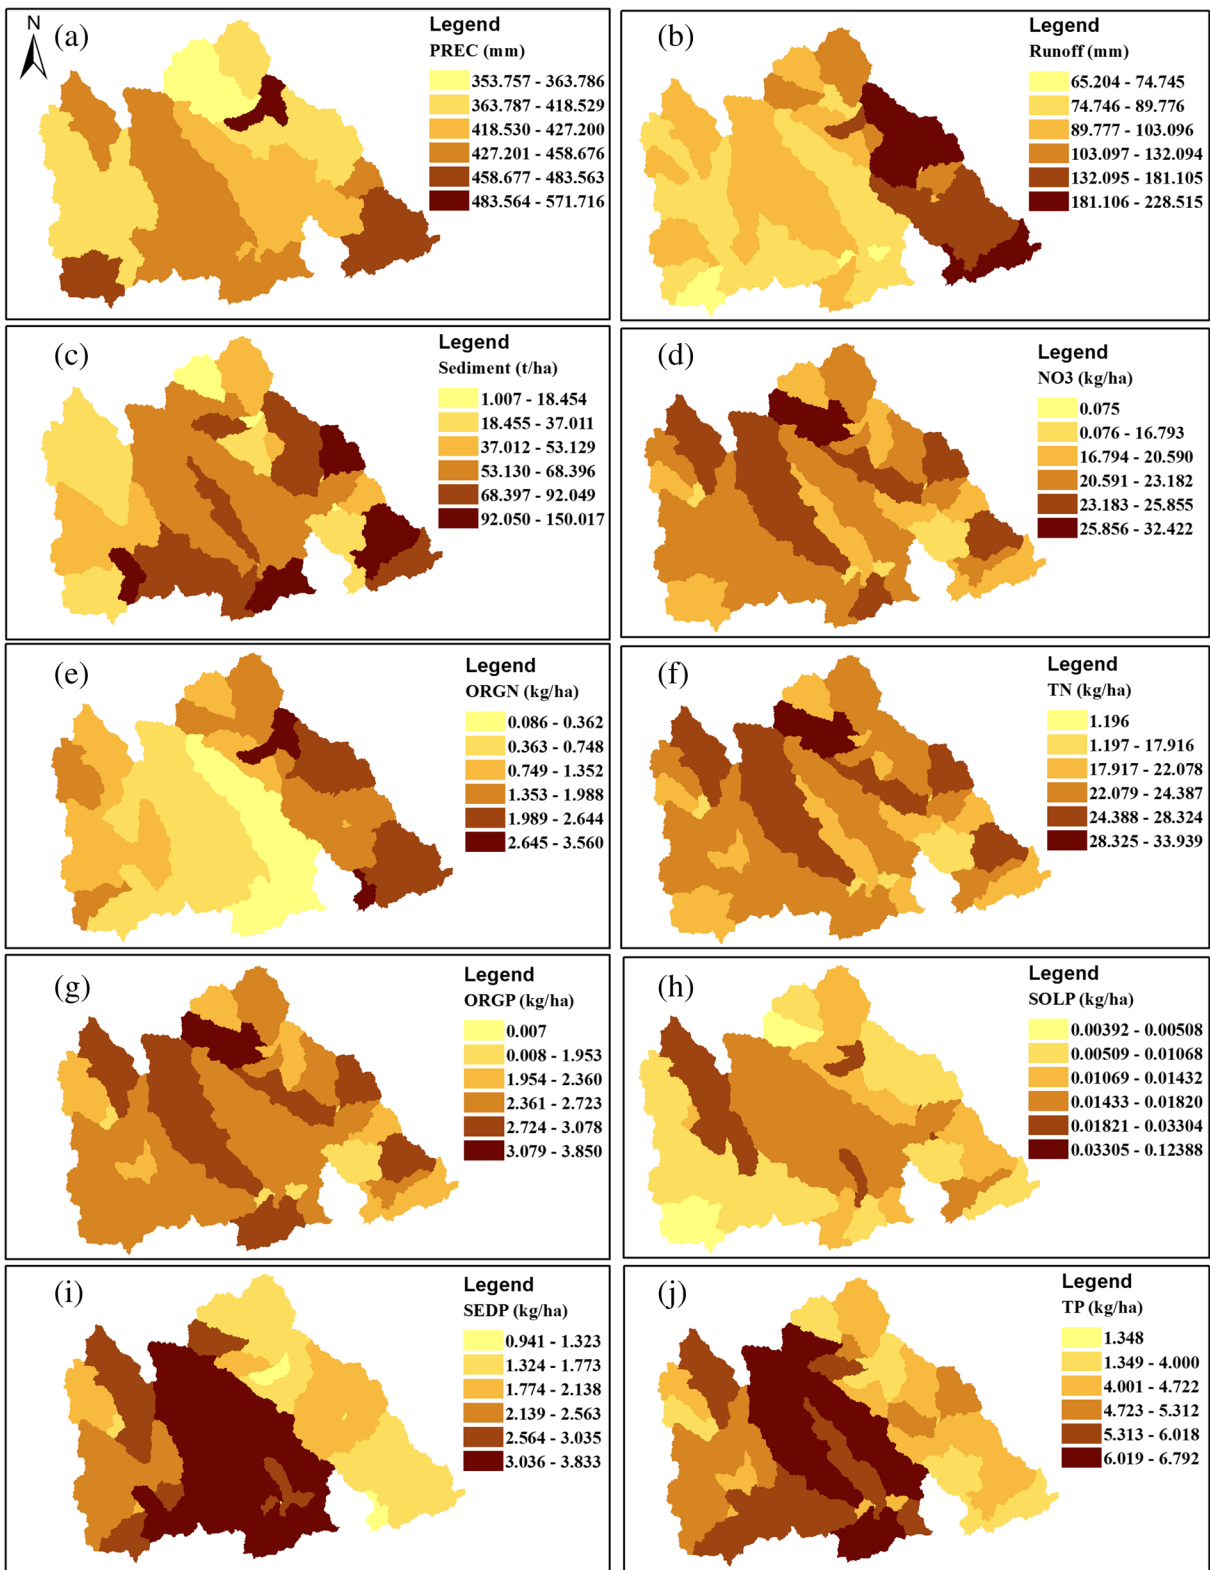 N
(a)
Legend
PREC (mm)
353.757 - 363.786
363.787 - 418.529
418.530 - 427.200
427.201 - 458.676
458.677 - 483.563
483.564 - 571.716
(b)
Legend
Runoff (mm)
65.204 - 74.745
74.746 - 89.776
89.777 - 103.096
103.097 - 132.094
132.095 - 181.105
181.106 - 228.515
(c)
Legend
Sediment (t/ha)
1.007 - 18.454
18.455 - 37.011
37.012 - 53.129
53.130 - 68.396
68.397 - 92.049
92.050 - 150.017
(d)
Legend
NO3 (kg/ha)
0.075
0.076 - 16.793
16.794 - 20.590
20.591 - 23.182
23.183 - 25.855
25.856 - 32.422
(e)
Legend
ORGN (kg/ha)
0.086 - 0.362
0.363 - 0.748
0.749 - 1.352
1.353 - 1.988
1.989 - 2.644
2.645 - 3.560
(f)
Legend
TN (kg/ha)
1.196
1.197 - 17.916
17.917 - 22.078
22.079 - 24.387
24.388 - 28.324
28.325 - 33.939
(g)
Legend
ORGP (kg/ha)
0.007
0.008 - 1.953
1.954 - 2.360
2.361 - 2.723
2.724 - 3.078
3.079 - 3.850
(h)
Legend
SOLP (kg/ha)
0.00392 - 0.00508
0.00509 - 0.01068
0.01069 - 0.01432
0.01433 - 0.01820
0.01821 - 0.03304
0.03305 - 0.12388
(i)
Legend
SEDP (kg/ha)
0.941 - 1.323
1.324 - 1.773
1.774 - 2.138
2.139 - 2.563
2.564 - 3.035
3.036 - 3.833
(j)
Legend
TP (kg/ha)
1.348
1.349 - 4.000
4.001 - 4.722
4.723 - 5.312
5.313 - 6.018
6.019 - 6.792